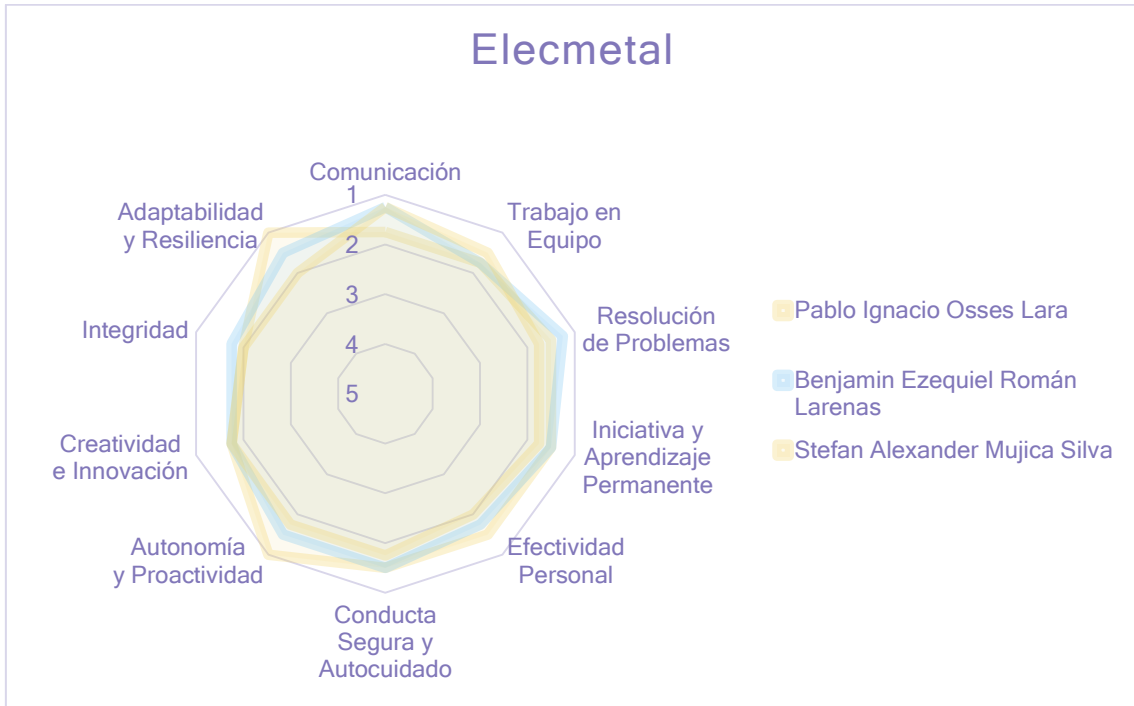 Elecmetal
Comunicación
Trabajo en
Equipo
Resolución
de Problemas
Iniciativa y
Aprendizaje
Permanente
Efectividad
Personal
Conducta
Segura y
Autocuidado
Autonomía
y Proactividad
Creatividad
e Innovación
Integridad
Adaptabilidad
y Resiliencia
1
2
3
4
5
Pablo Ignacio Osses Lara
Benjamin Ezequiel Román
Larenas
Stefan Alexander Mujica Silva